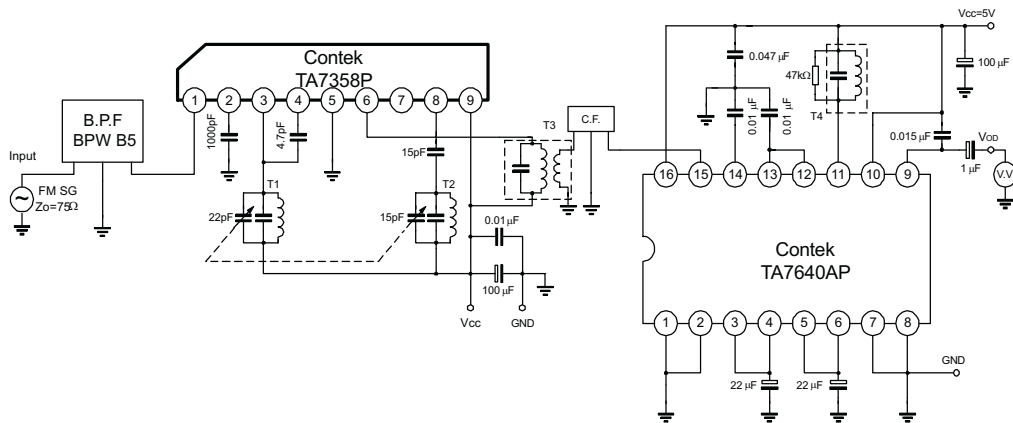 Contek
TA7358P
1 2 3 4 5 6 7 8 9
B.P.F
BPW B5
Input
FM SG
Zo=75Ω
1000pF
4.7pF
T1
22pF
15pF
T2
15pF
T3
C.F.
0.01 μF
100 μF
Vcc
GND
Vcc=5V
0.047 μF
0.01 μF
0.01 μF
47kΩ
T4
100 μF
0.015 μF
VOD
1 μF
V.V
16 15 14 13 12 11 10 9
Contek
TA7640AP
1 2 3 4 5 6 7 8
22 μF
22 μF
GND